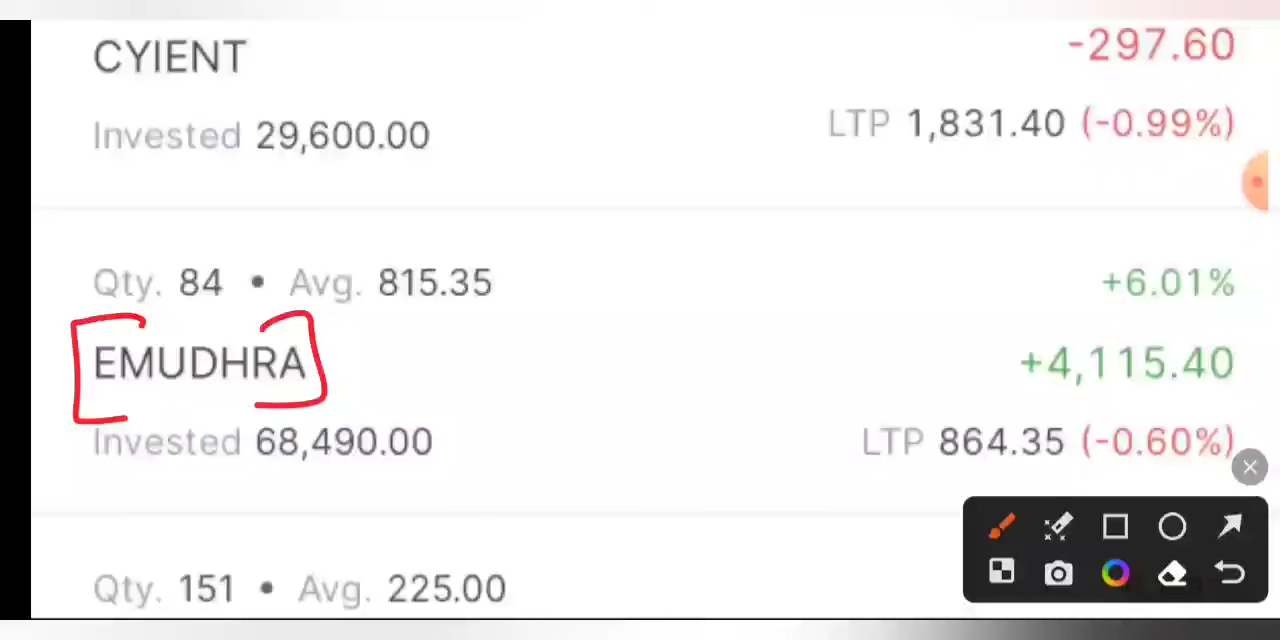 CYIENT -297.60
Invested 29,600.00 LTP 1,831.40 (-0.99%)
Qty. 84 • Avg. 815.35 +6.01%
EMUDHRA +4,115.40
Invested 68,490.00 LTP 864.35 (-0.60%)
Qty. 151 • Avg. 225.00